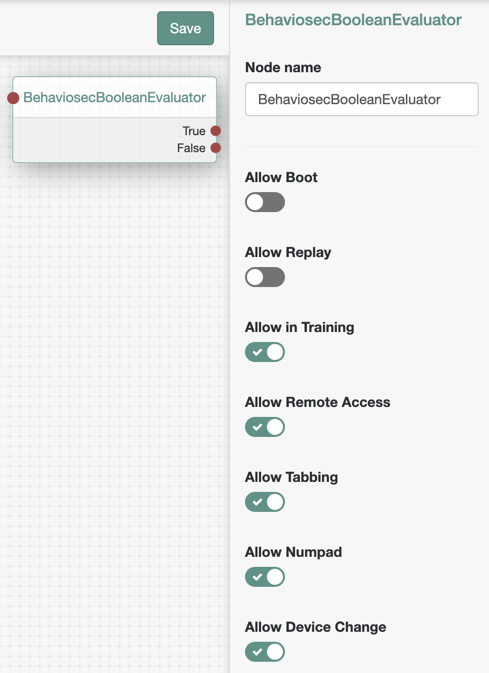 Save
BehaviosecBooleanEvaluator
True
False
BehaviosecBooleanEvaluator
Node name
BehaviosecBooleanEvaluator
Allow Boot
Allow Replay
Allow in Training
Allow Remote Access
Allow Tabbing
Allow Numpad
Allow Device Change